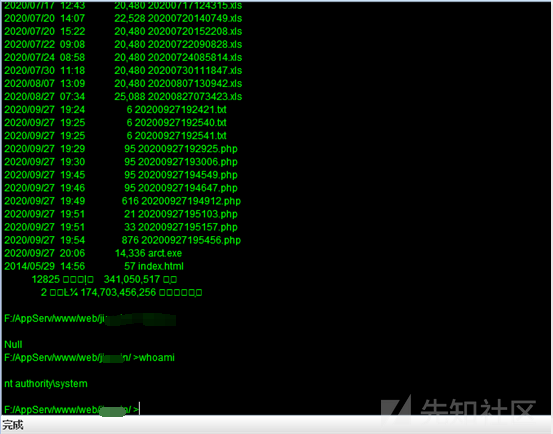 2020/07/17 12:43 20,480 20200717124315.xls
2020/07/20 14:07 22,528 20200720140749.xls
2020/07/20 15:22 20,480 20200720152208.xls
2020/07/22 09:08 20,480 20200722090828.xls
2020/07/24 08:58 20,480 20200724085814.xls
2020/07/30 11:18 20,480 20200730111847.xls
2020/08/07 13:09 20,480 20200807130942.xls
2020/08/27 07:34 25,088 20200827073423.xls
2020/09/27 19:24 6 20200927192421.txt
2020/09/27 19:25 6 20200927192540.txt
2020/09/27 19:25 6 20200927192541.txt
2020/09/27 19:29 95 20200927192925.php
2020/09/27 19:30 95 20200927193006.php
2020/09/27 19:45 95 20200927194549.php
2020/09/27 19:46 95 20200927194647.php
2020/09/27 19:49 616 20200927194912.php
2020/09/27 19:51 21 20200927195103.php
2020/09/27 19:51 33 20200927195157.php
2020/09/27 19:54 876 20200927195456.php
2020/09/27 20:06 14,336 arct.exe
2014/05/29 14:56 57 index.html
12825 341,050,517
2 174,703,456,256
F:/AppServ/www/web/
Null
F:/AppServ/www/web/ >whoami
nt authority\system
F:/AppServ/www/web/ >
先知社区
完成